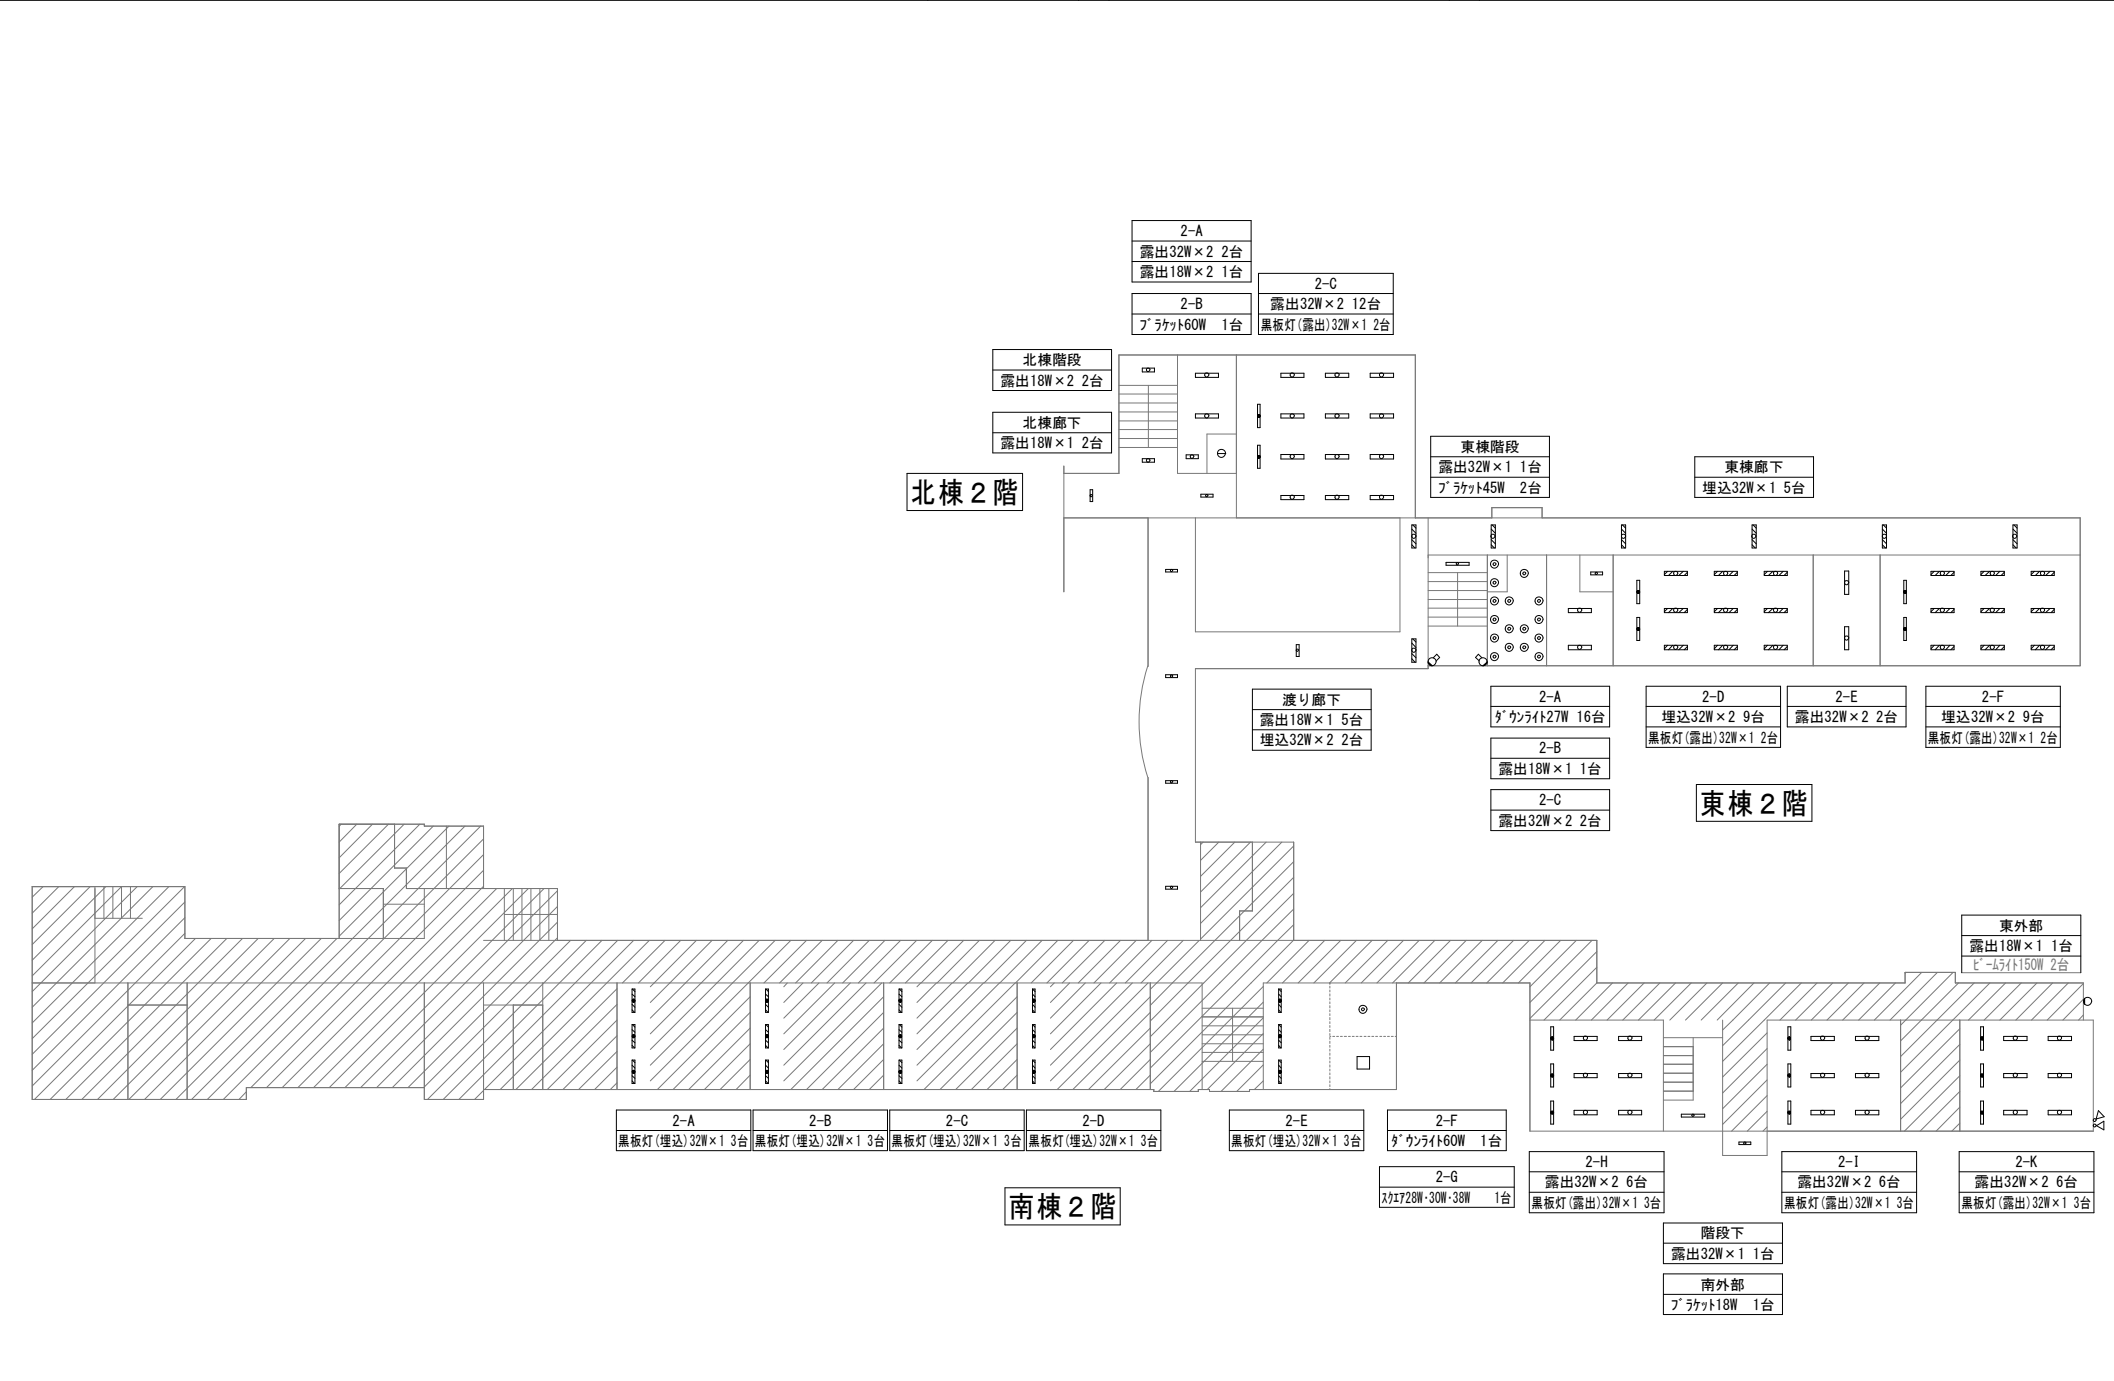 2-A
露出32W×2 2台
露出18W×2 1台
2-B
ﾌﾞﾗｹｯﾄ60W 1台
2-C
露出32W×2 12台
黒板灯(露出)32W×1 2台
北棟階段
露出18W×2 2台
北棟廊下
露出18W×1 2台
北棟２階
東棟階段
露出32W×1 1台
ﾌﾞﾗｹｯﾄ45W 2台
東棟廊下
埋込32W×1 5台
渡り廊下
露出18W×1 5台
埋込32W×2 2台
2-A
ﾀﾞｳﾝﾗｲﾄ27W 16台
2-B
露出18W×1 1台
2-C
露出32W×2 2台
2-D
埋込32W×2 9台
黒板灯(露出)32W×1 2台
2-E
露出32W×2 2台
2-F
埋込32W×2 9台
黒板灯(露出)32W×1 2台
東棟２階
東外部
露出18W×1 1台
ﾋﾞｰﾑﾗｲﾄ150W 2台
2-A
黒板灯(埋込)32W×1 3台
2-B
黒板灯(埋込)32W×1 3台
2-C
黒板灯(埋込)32W×1 3台
2-D
黒板灯(埋込)32W×1 3台
2-E
黒板灯(埋込)32W×1 3台
2-F
ﾀﾞｳﾝﾗｲﾄ60W 1台
2-G
ｽｸｴｱ28W･30W･38W 1台
南棟２階
2-H
露出32W×2 6台
黒板灯(露出)32W×1 3台
2-I
露出32W×2 6台
黒板灯(露出)32W×1 3台
2-K
露出32W×2 6台
黒板灯(露出)32W×1 3台
階段下
露出32W×1 1台
南外部
ﾌﾞﾗｹｯﾄ18W 1台